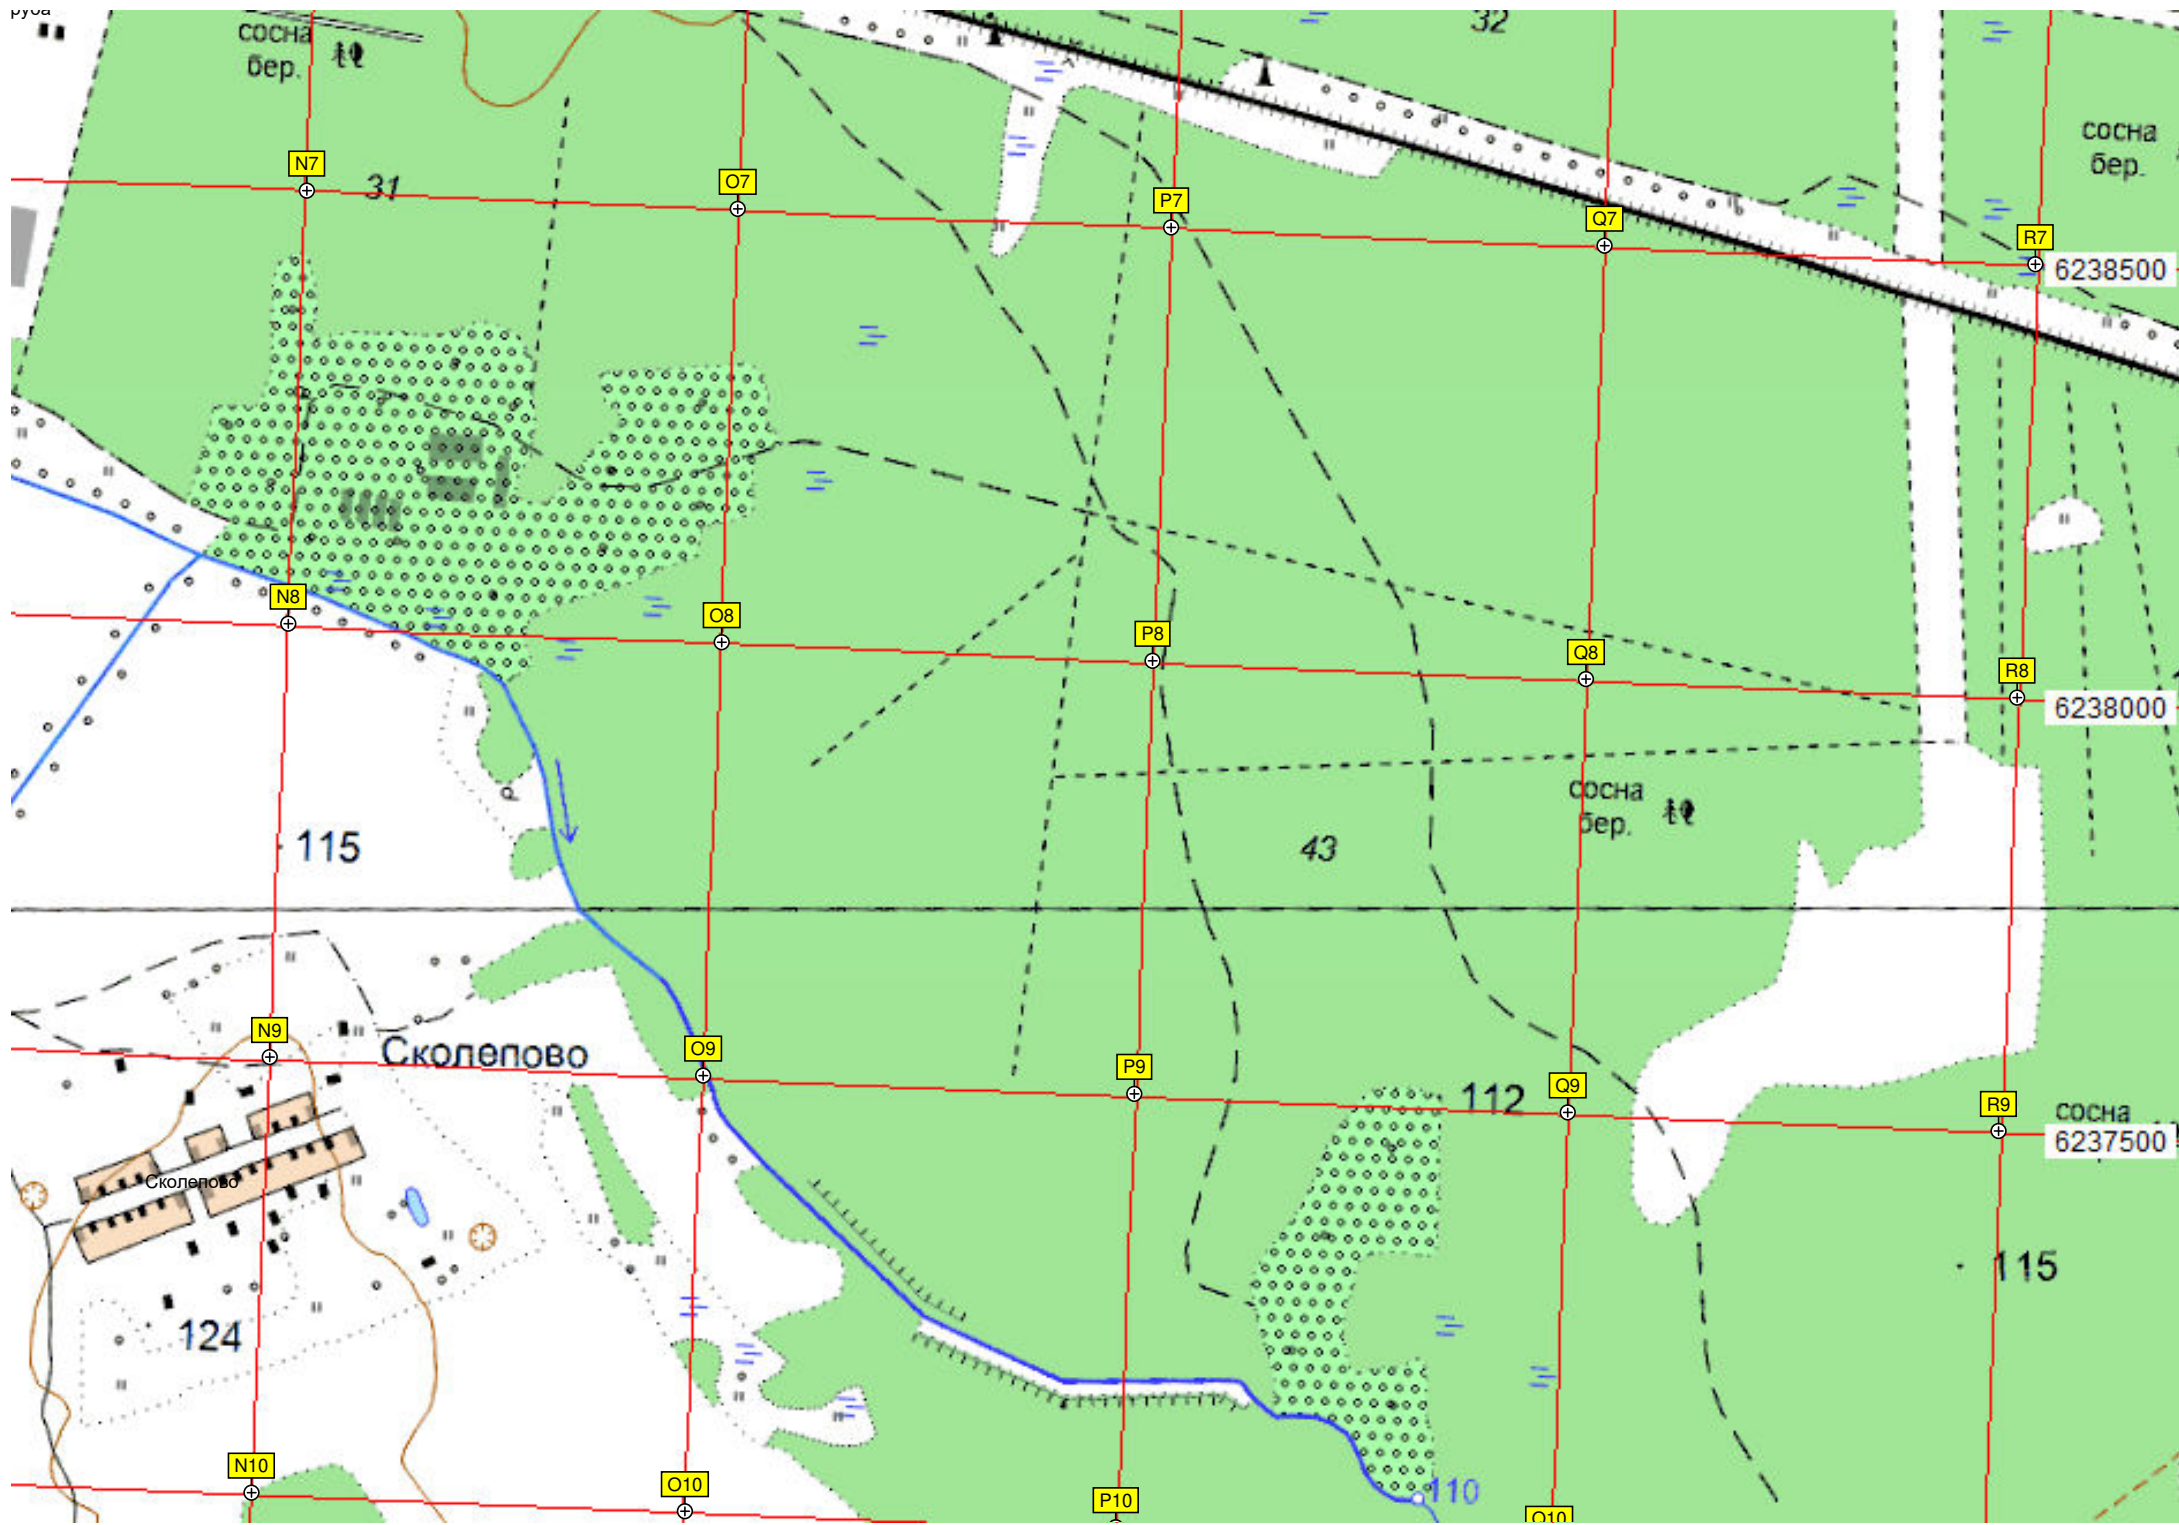 руба
сосна
бер.
32
сосна
бер.
N7
31
O7
P7
Q7
R7
6238500
N8
O8
P8
Q8
R8
6238000
сосна
бер.
115
43
N9
Сколепово
O9
P9
112
Q9
R9
сосна
6237500
Сколепово
115
124
N10
O10
P10
110
Q10